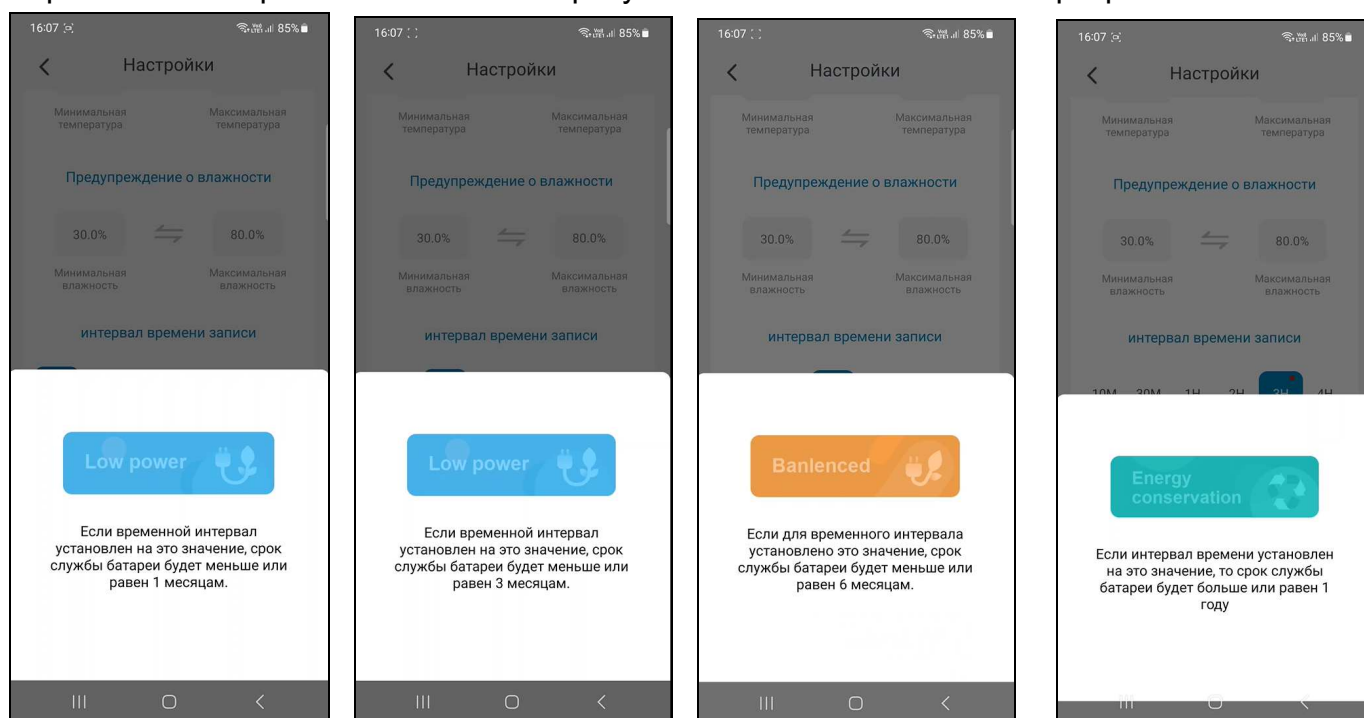 16:07 85%
Настройки
Минимальная температура
Максимальная температура
Предупреждение о влажности
30.0% 80.0%
Минимальная влажность
Максимальная влажность
интервал времени записи
Low power
Если временной интервал
установлен на это значение, срок
службы батареи будет меньше или
равен 1 месяцам.
16:07 85%
Настройки
Минимальная температура
Максимальная температура
Предупреждение о влажности
30.0% 80.0%
Минимальная влажность
Максимальная влажность
интервал времени записи
Low power
Если временной интервал
установлен на это значение, срок
службы батареи будет меньше или
равен 3 месяцам.
16:07 85%
Настройки
Минимальная температура
Максимальная температура
Предупреждение о влажности
30.0% 80.0%
Минимальная влажность
Максимальная влажность
интервал времени записи
Banlenced
Если для временного интервала
установлено это значение, срок
службы батареи будет меньше или
равен 6 месяцам.
16:07 85%
Настройки
Минимальная температура
Максимальная температура
Предупреждение о влажности
30.0% 80.0%
Минимальная влажность
Максимальная влажность
интервал времени записи
10M 30M 1H 2H 3H 4H
Energy
conservation
Если интервал времени установлен
на это значение, то срок службы
батареи будет больше или равен 1
году